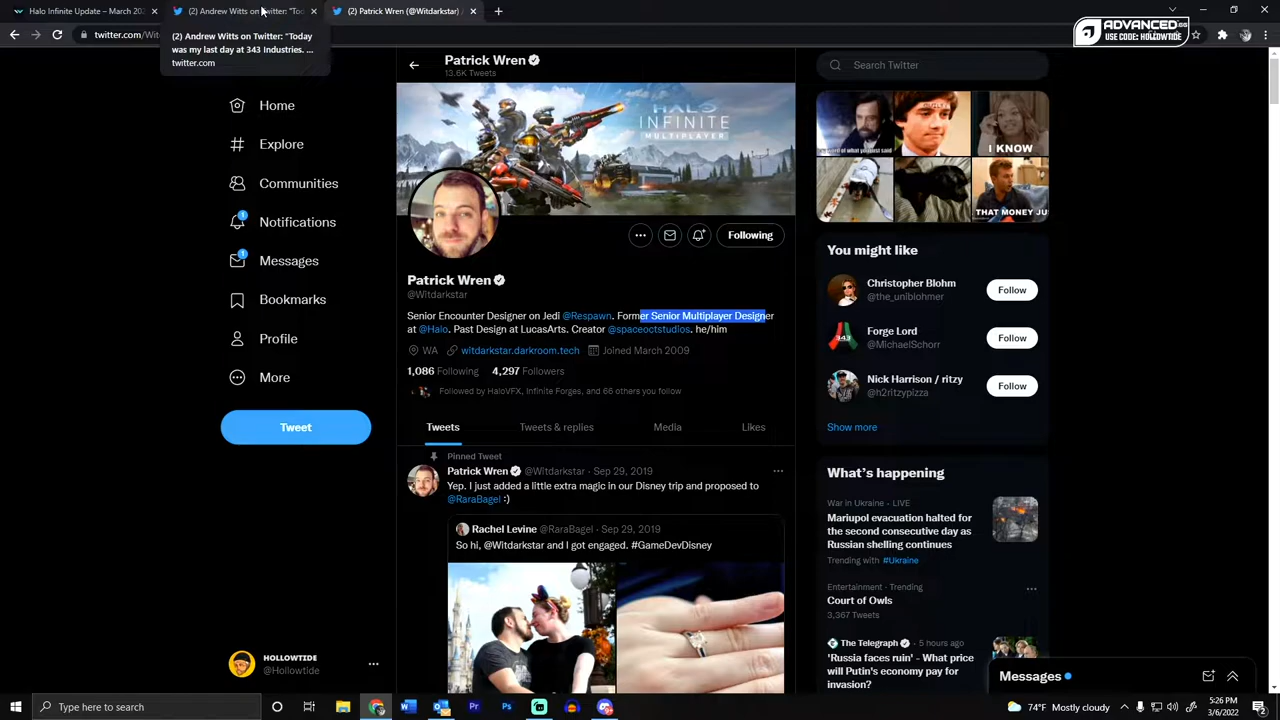 Halo Infinite Update – March 202
(2) Andrew Witts on Twitter: "Tod
(2) Patrick Wren (@Witdarkstar)
twitter.com/Wit
ADVANCED.GG
USE CODE: HOLLOWTIDE
(2) Andrew Witts on Twitter: "Today
was my last day at 343 Industries. ...
twitter.com
Patrick Wren
13.6K Tweets
Search Twitter
Home
Explore
Communities
1
Notifications
1
Messages
Bookmarks
Profile
More
Tweet
HOLLOWTIDE
@Hollowtide
HALO
INFINITE
MULTIPLAYER
Following
Patrick Wren
@Witdarkstar
Senior Encounter Designer on Jedi @Respawn. Former Senior Multiplayer Designer
at @Halo. Past Design at LucasArts. Creator @spaceoctstudios. he/him
WA witdarkstar.darkroom.tech Joined March 2009
1,086 Following 4,297 Followers
Followed by HaloVFX, Infinite Forges, and 66 others you follow
Tweets Tweets & replies Media Likes
Pinned Tweet
Patrick Wren @Witdarkstar · Sep 29, 2019
Yep. I just added a little extra magic in our Disney trip and proposed to
@RaraBagel :)
Rachel Levine @RaraBagel · Sep 29, 2019
So hi, @Witdarkstar and I got engaged. #GameDevDisney
I KNOW
THAT MONEY JU
You might like
Christopher Blohm
@the_uniblohmer
Follow
343
Forge Lord
@MichaelSchorr
Follow
Nick Harrison / ritzy
@h2ritzypizza
Follow
Show more
What's happening
War in Ukraine · LIVE
Mariupol evacuation halted for
the second consecutive day as
Russian shelling continues
Trending with #Ukraine
Entertainment · Trending
Court of Owls
3,367 Tweets
The Telegraph · 5 hours ago
'Russia faces ruin' - What price
will Putin's economy pay for
invasion?
Messages
Type here to search
74°F Mostly cloudy
5:26 PM
3/6/2022